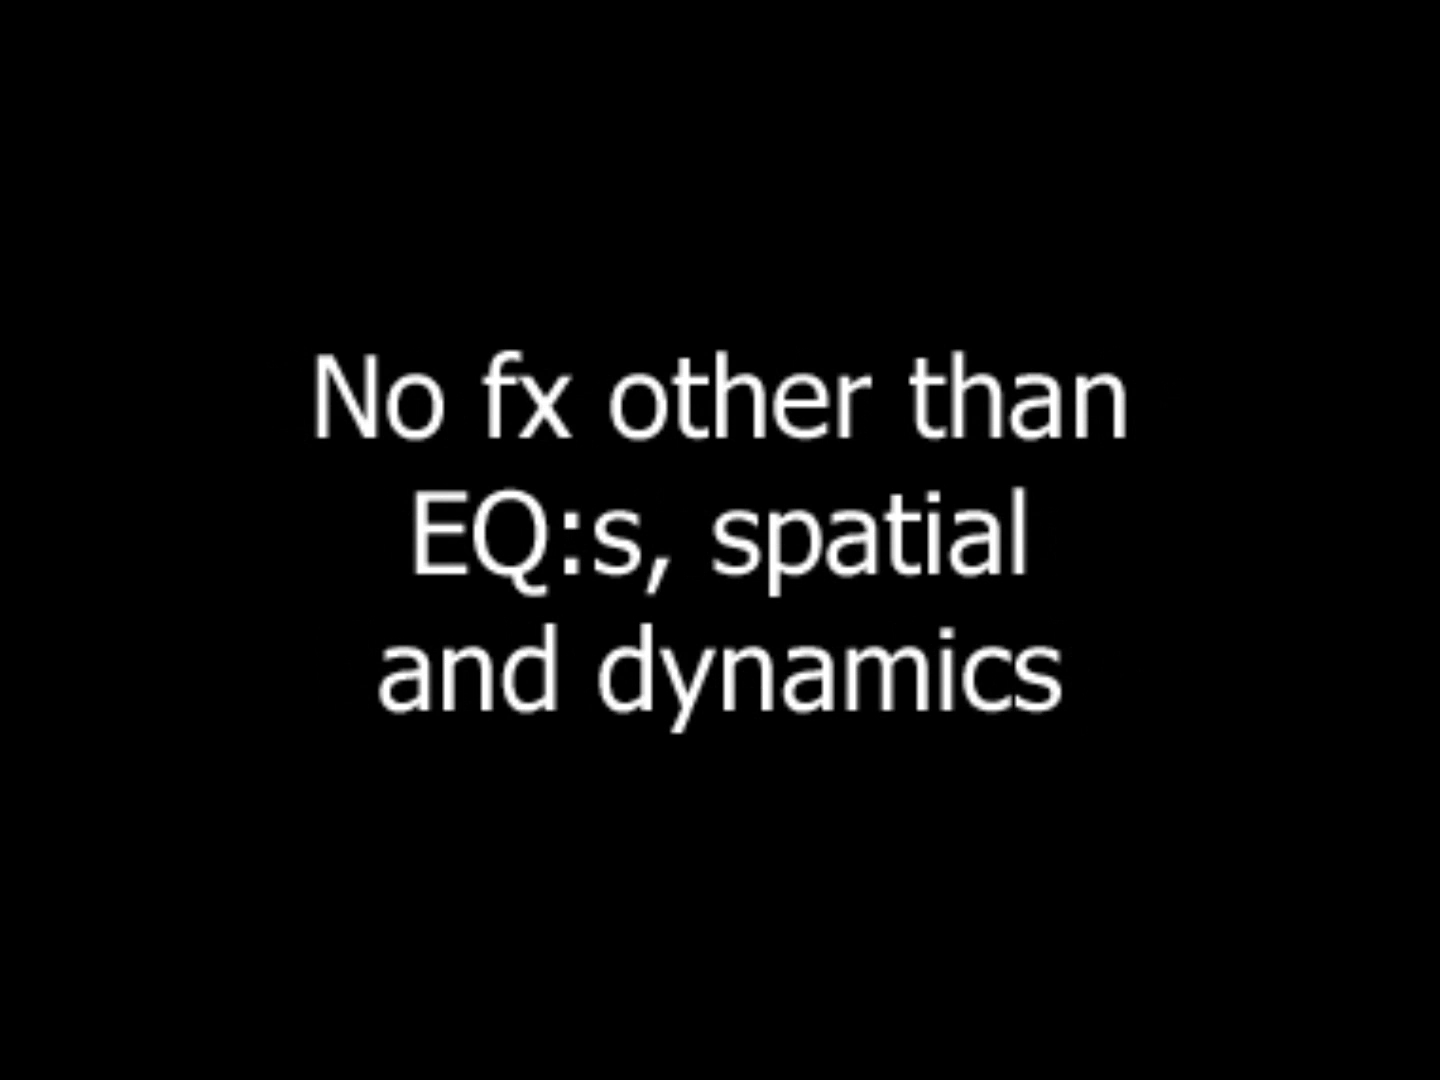 No fx other than
EQ:s, spatial
and dynamics